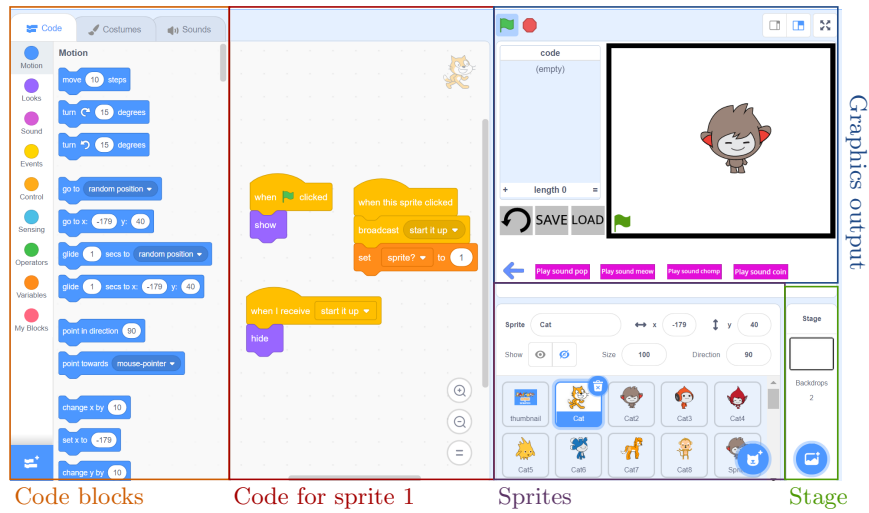 Code
Costumes
Sounds
Motion
Looks
Sound
Events
Control
Sensing
Operators
Variables
My Blocks
Motion
move 10 steps
turn 15 degrees
turn 15 degrees
go to random position
go to x: -179 y: 40
glide 1 secs to random position
glide 1 secs to x: -179 y: 40
point in direction 90
point towards mouse-pointer
change x by 10
set x to -179
change y by 10
when clicked
show
when this sprite clicked
broadcast start it up
set sprite? to 1
when I receive start it up
hide
code
(empty)
+ length 0 =
SAVE LOAD
Play sound pop
Play sound meow
Play sound chomp
Play sound coin
Sprite Cat x -179 y 40
Show Size 100 Direction 90
thumbnail
Cat
Cat2
Cat3
Cat4
Cat5
Cat6
Cat7
Cat8
Stage
Backdrops
2
Graphics output
Code blocks
Code for sprite 1
Sprites
Stage